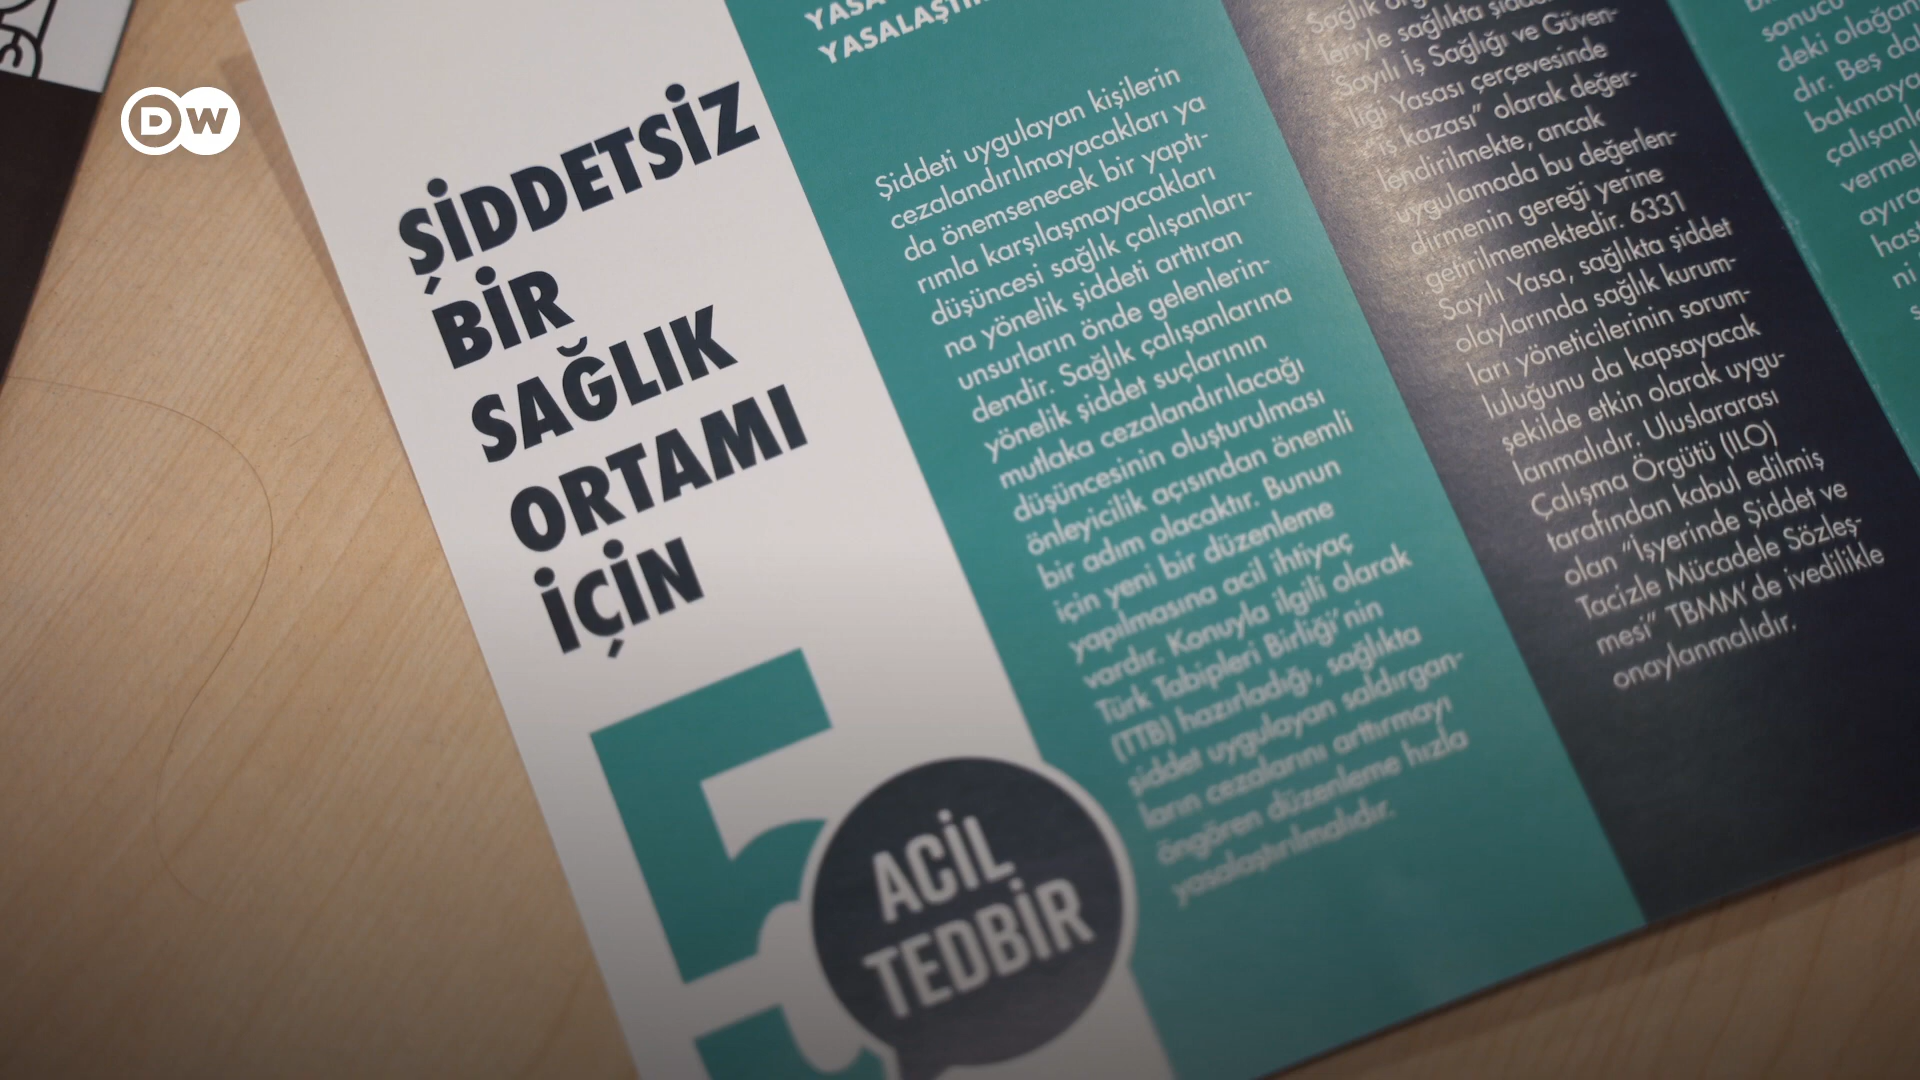 DW
ŞİDDETSİZ
BİR
SAĞLIK
ORTAMI
İÇİN
5
ACİL
TEDBİR
YASA
Şiddeti uygulayan kişilerin
cezalandırılmayacakları ya
da önemsenecek bir yaptı-
rımla karşılaşmayacakları
düşüncesi sağlık çalışanları-
na yönelik şiddeti arttıran
unsurların önde gelenlerin-
dendir. Sağlık çalışanlarına
yönelik şiddet suçlarının
mutlaka cezalandırılacağı
düşüncesinin oluşturulması
önleyicilik açısından önemli
bir adım olacaktır. Bunun
için yeni bir düzenleme
yapılmasına acil ihtiyaç
vardır. Konuyla ilgili olarak
Türk Tabipleri Birliği'nin
(TTB) hazırladığı, sağlıkta
şiddet uygulayan saldırgan-
ların cezalarını arttırmayı
öngören düzenleme hızla
yasalaştırılmalıdır.
Sağlık
leriyle sağlıkta
Sayılı İş Sağlığı ve Güven-
liği Yasası çerçevesinde
"iş kazası" olarak değer-
lendirilmekte, ancak
uygulamada bu değerlen-
dirmenin gereği yerine
getirilmemektedir. 6331
Sayılı Yasa, sağlıkta şiddet
olaylarında sağlık kurum-
ları yöneticilerinin sorum-
luluğunu da kapsayacak
şekilde etkin olarak uygu-
lanmalıdır. Uluslararası
Çalışma Örgütü (ILO)
tarafından kabul edilmiş
olan "İşyerinde Şiddet ve
Tacizle Mücadele Sözleş-
mesi" TBMM'de ivedilikle
onaylanmalıdır.
sonucu
deki olağan
dır. Beş da
bakmaya
çalışanla
vermek
ayıra
hast
ni